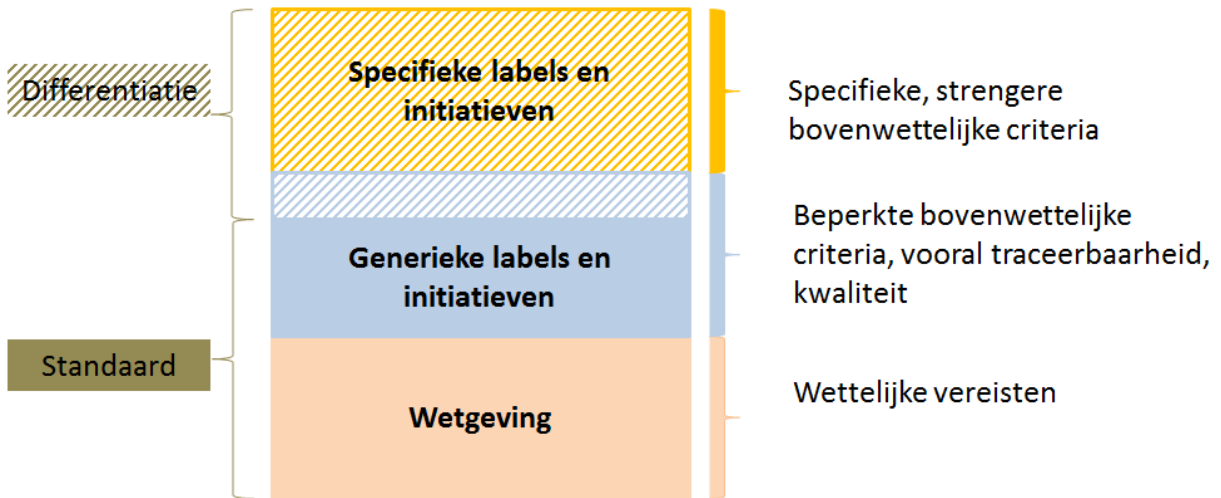 Differentiatie
Standaard
Specifieke labels en
initiatieven
Generieke labels en
initiatieven
Wetgeving
Specifieke, strengere
bovenwettelijke criteria
Beperkte bovenwettelijke
criteria, vooral traceerbaarheid,
kwaliteit
Wettelijke vereisten